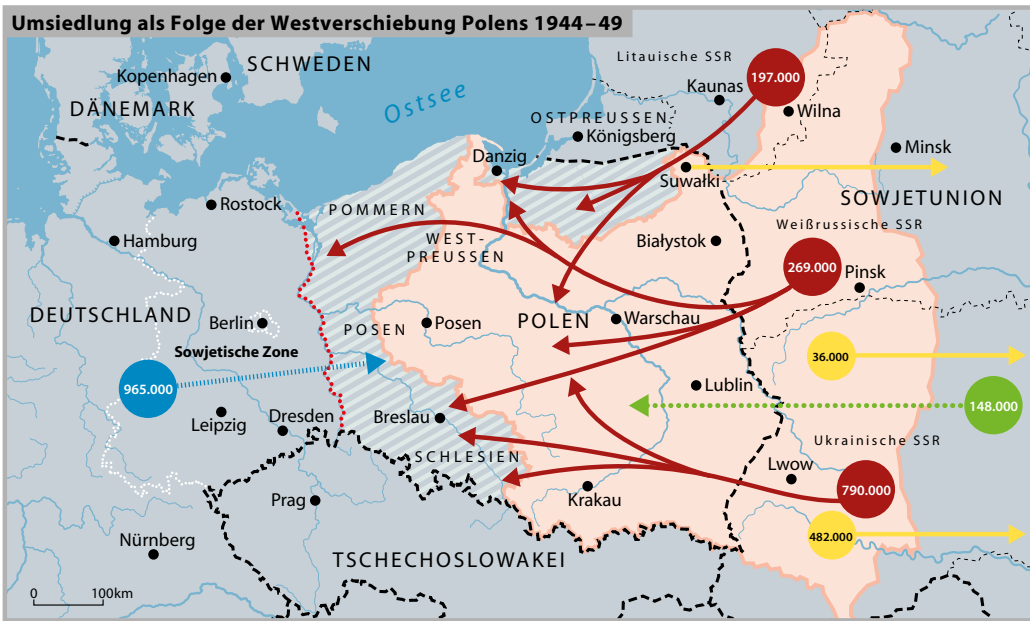 Umsiedlung als Folge der Westverschiebung Polens 1944–49
SCHWEDEN
Kopenhagen
DÄNEMARK
Ostsee
Litauische SSR
197.000
Kaunas
Wilna
OSTPREUSSEN
Königsberg
Minsk
Danzig
Suwałki
SOWJETUNION
Rostock
POMMERN
Weißrussische SSR
Hamburg
WEST-
PREUSSEN
Białystok
269.000
Pinsk
DEUTSCHLAND
Berlin
POSEN
Posen
POLEN
Warschau
Sowjetische Zone
36.000
965.000
Lublin
148.000
Leipzig
Dresden
Breslau
Ukrainische SSR
SCHLESIEN
Lwow
790.000
Prag
Krakau
482.000
Nürnberg
TSCHECHOSLOWAKEI
0 100km